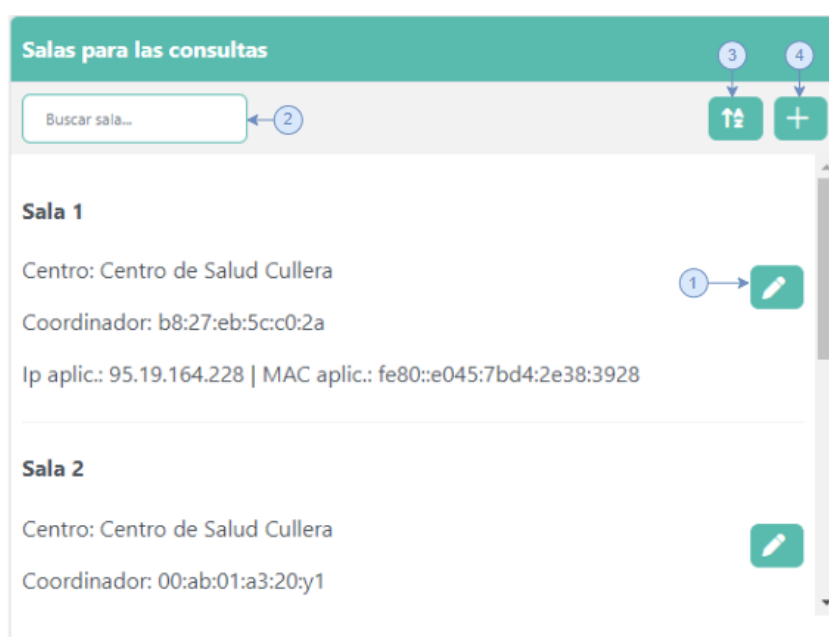 Salas para las consultas
3 4
Buscar sala...
2
Sala 1
Centro: Centro de Salud Cullera
1
Coordinador: b8:27:eb:5c:c0:2a
Ip aplic.: 95.19.164.228 | MAC aplic.: fe80::e045:7bd4:2e38:3928
Sala 2
Centro: Centro de Salud Cullera
Coordinador: 00:ab:01:a3:20:y1